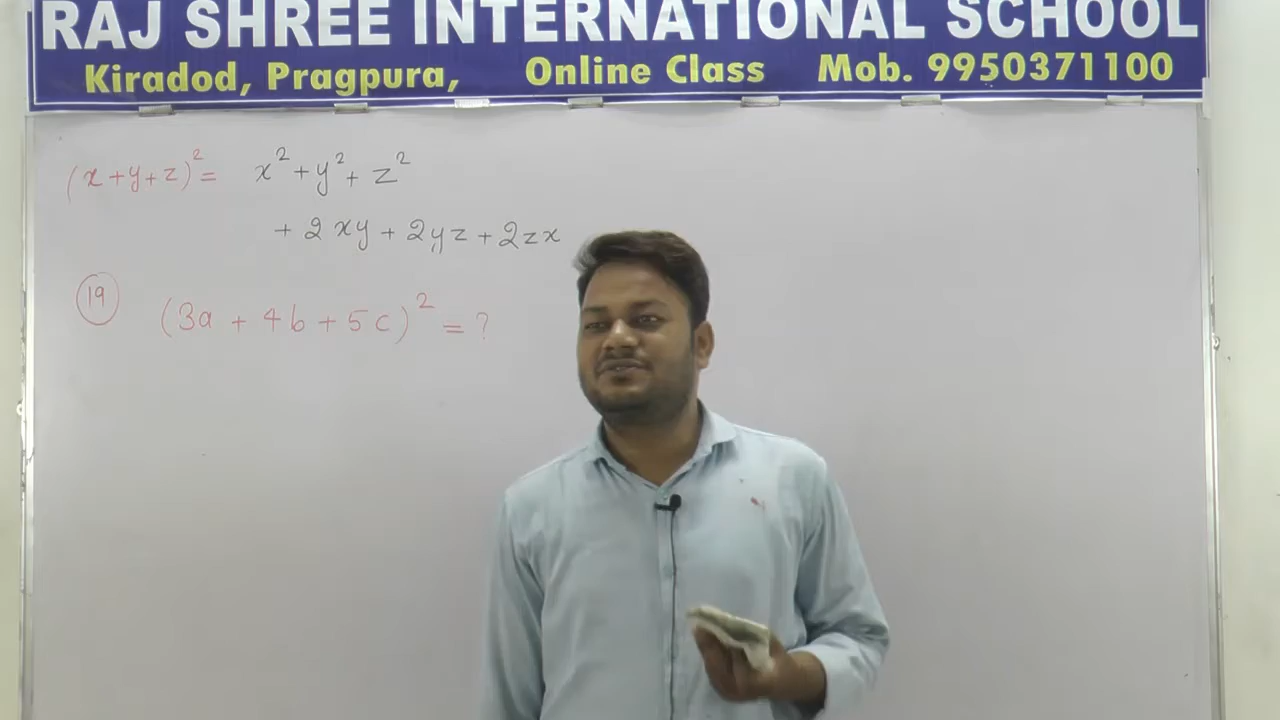 RAJ SHREE INTERNATIONAL SCHOOL
Kiradod, Pragpura, Online Class Mob. 9950371100
(x+y+z)² = x² + y² + z²
+ 2xy + 2yz + 2zx
19 (3a + 4b + 5c)² = ?